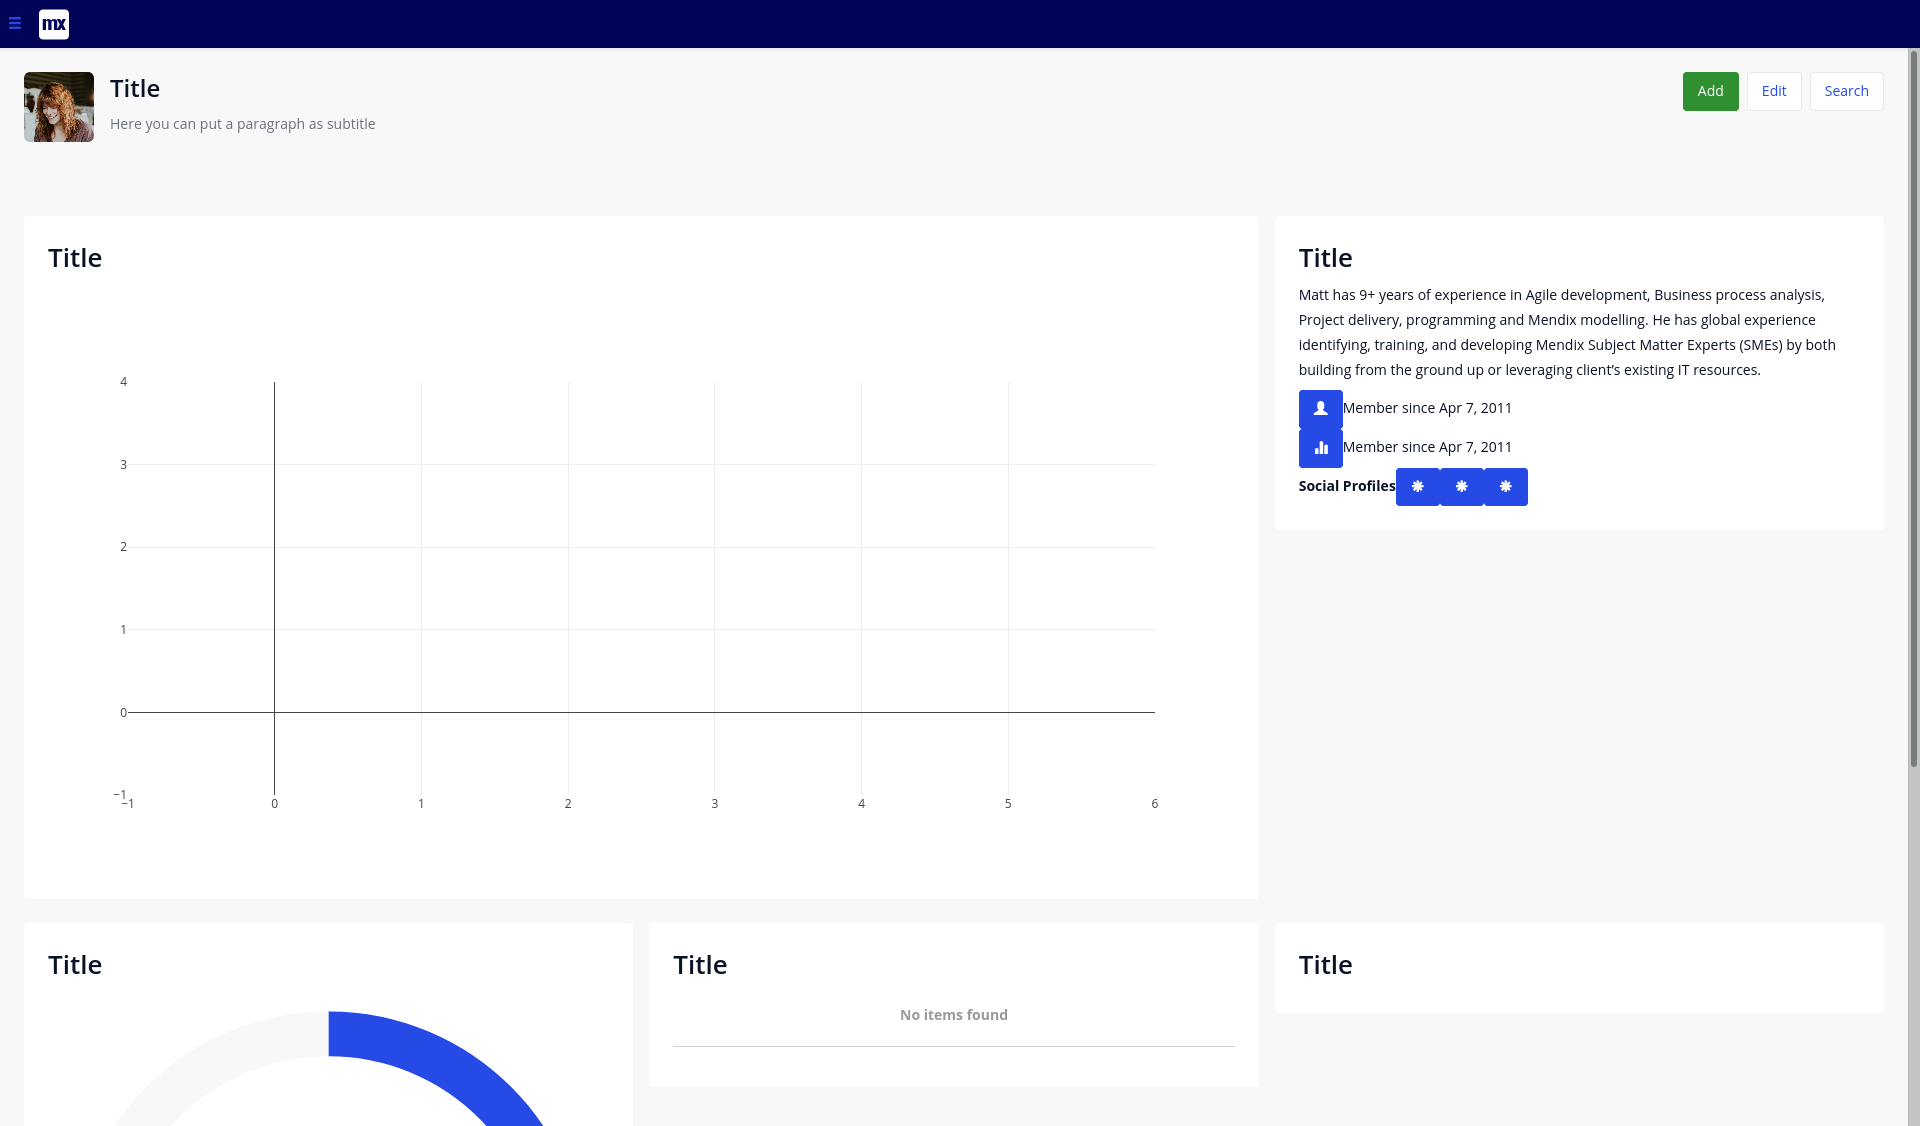 mx
Title
Here you can put a paragraph as subtitle
Add
Edit
Search
Title
4
3
2
1
0
−1
−1
0
1
2
3
4
5
6
Title
Matt has 9+ years of experience in Agile development, Business process analysis,
Project delivery, programming and Mendix modelling. He has global experience
identifying, training, and developing Mendix Subject Matter Experts (SMEs) by both
building from the ground up or leveraging client’s existing IT resources.
Member since Apr 7, 2011
Member since Apr 7, 2011
Social Profiles
Title
Title
No items found
Title